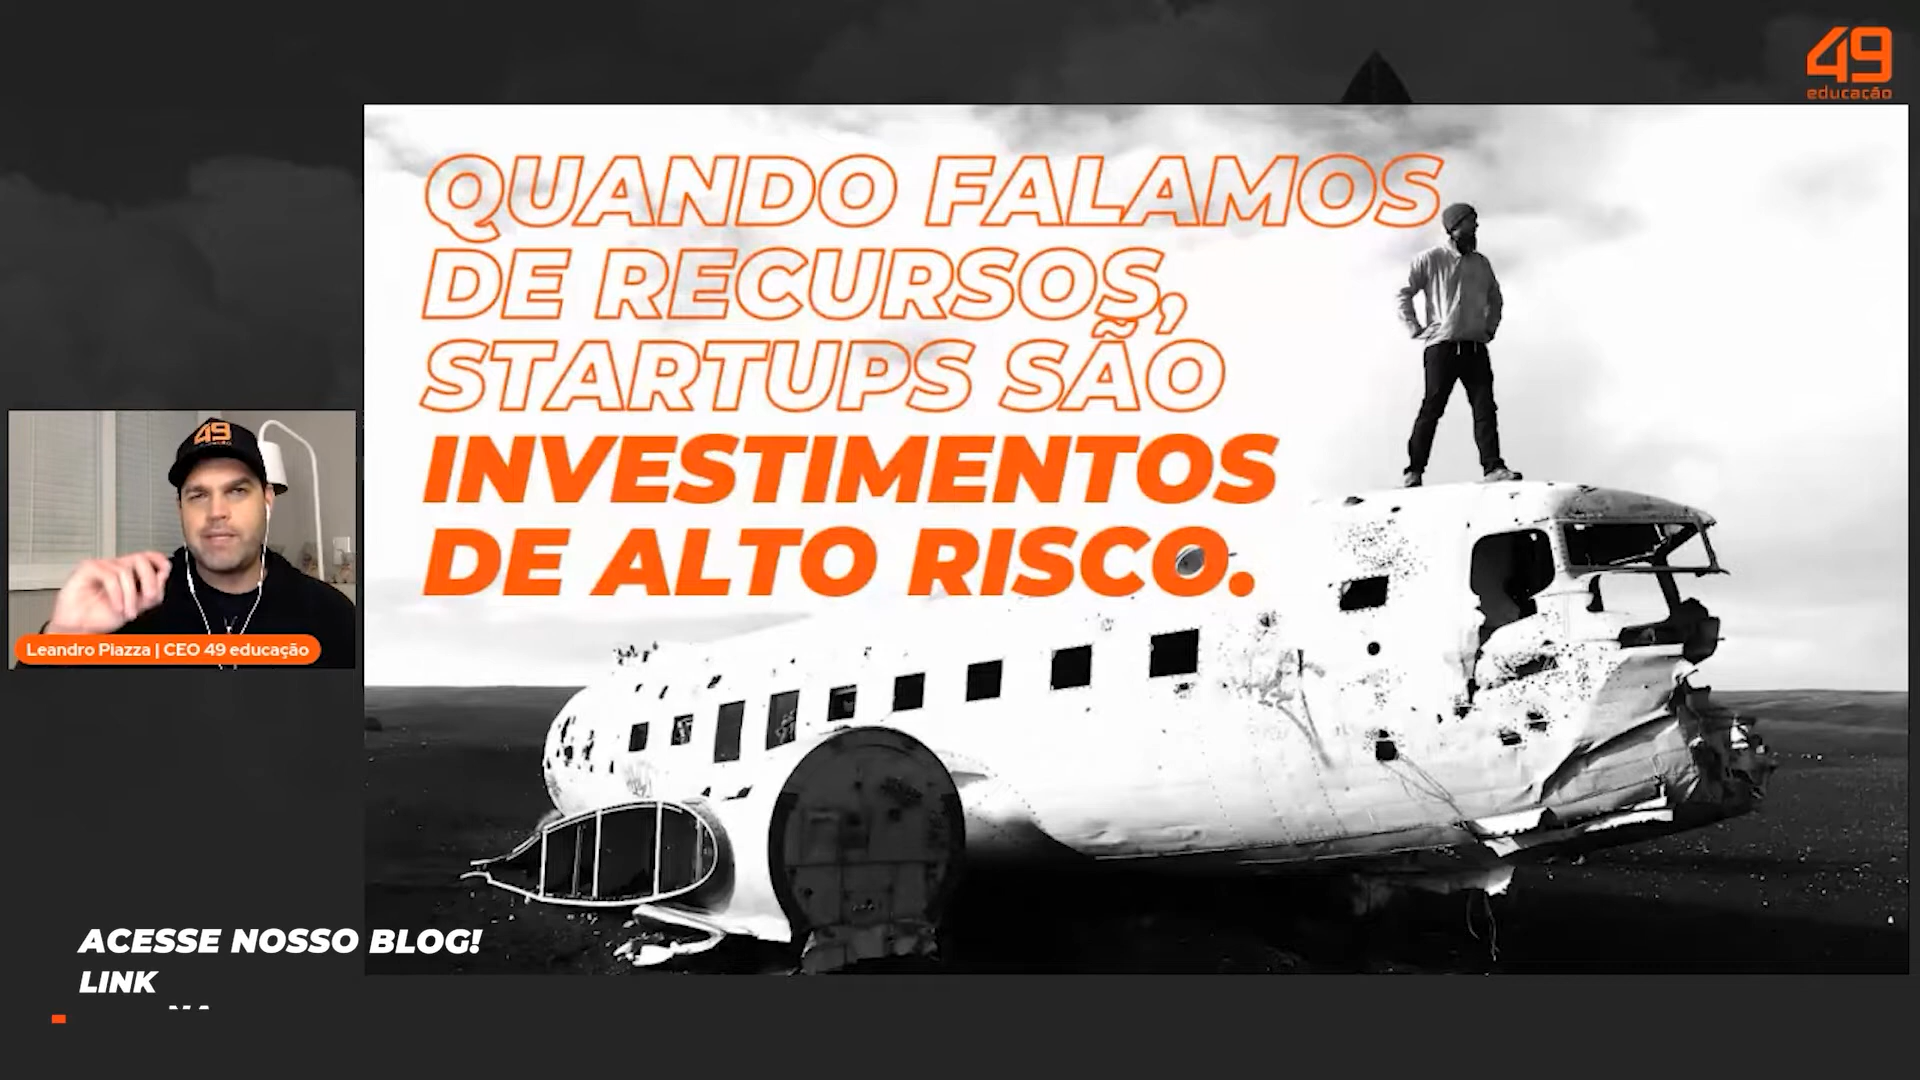 49
educação
QUANDO FALAMOS
DE RECURSOS,
STARTUPS SÃO
INVESTIMENTOS
DE ALTO RISCO.
49
Leandro Piazza | CEO 49 educação
ACESSE NOSSO BLOG!
LINK